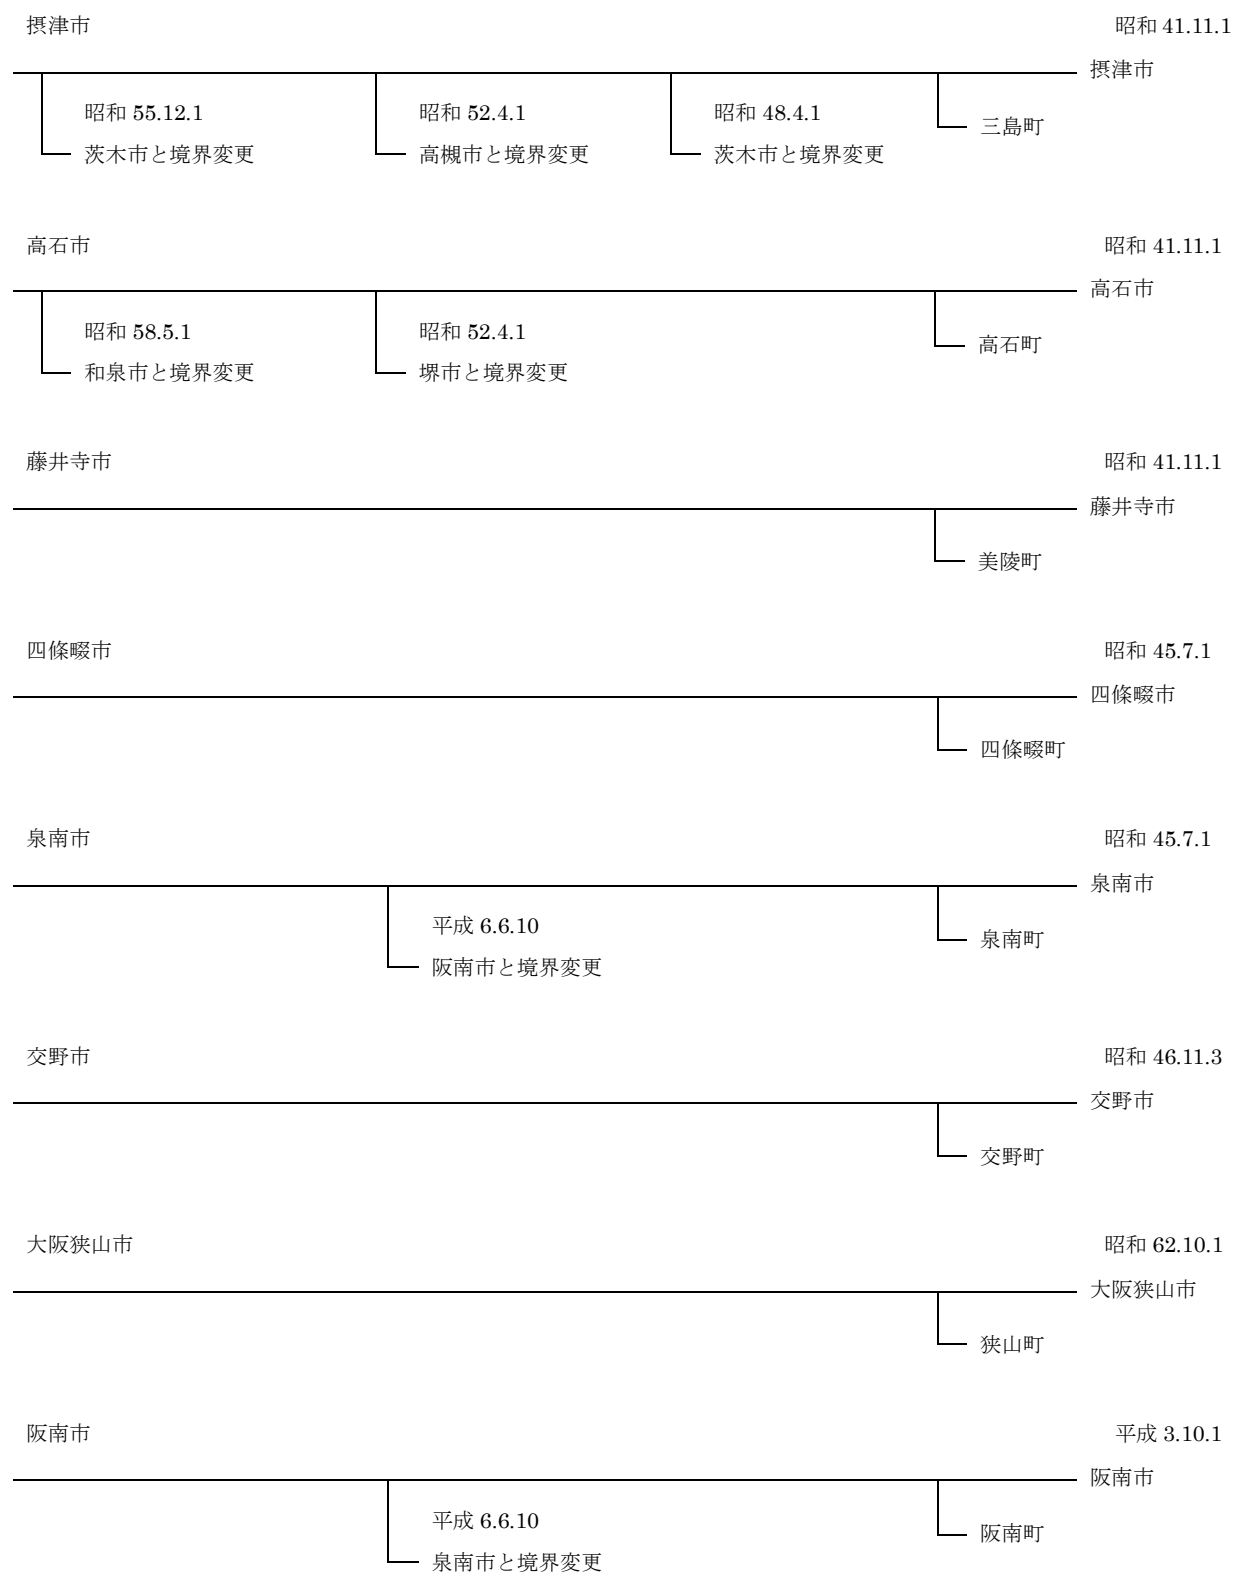 摂津市
昭和 41.11.1
摂津市
昭和 55.12.1
茨木市と境界変更
昭和 52.4.1
高槻市と境界変更
昭和 48.4.1
茨木市と境界変更
三島町
高石市
昭和 41.11.1
高石市
昭和 58.5.1
和泉市と境界変更
昭和 52.4.1
堺市と境界変更
高石町
藤井寺市
昭和 41.11.1
藤井寺市
美陵町
四條畷市
昭和 45.7.1
四條畷市
四條畷町
泉南市
昭和 45.7.1
泉南市
平成 6.6.10
阪南市と境界変更
泉南町
交野市
昭和 46.11.3
交野市
交野町
大阪狭山市
昭和 62.10.1
大阪狭山市
狭山町
阪南市
平成 3.10.1
阪南市
平成 6.6.10
泉南市と境界変更
阪南町